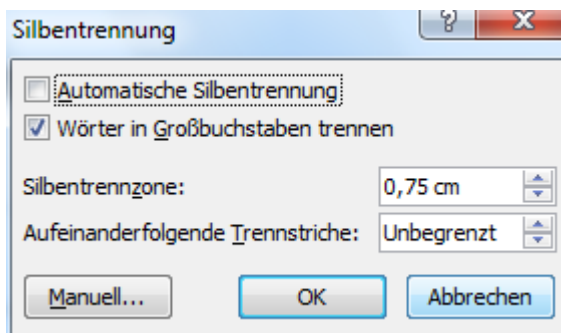 Silbentrennung
Automatische Silbentrennung
Wörter in Großbuchstaben trennen
Silbentrennzone: 0,75 cm
Aufeinanderfolgende Trennstriche: Unbegrenzt
Manuell... OK Abbrechen